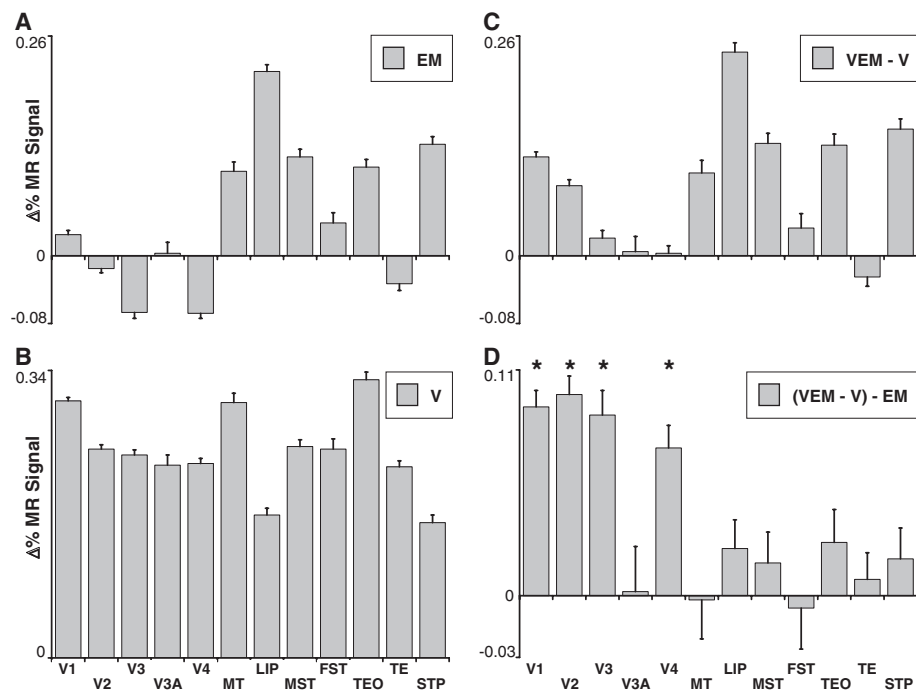 A
0.26
EM
Δ% MR Signal
0
-0.08
C
0.26
VEM - V
Δ% MR Signal
0
-0.08
B
0.34
V
Δ% MR Signal
0
V1 V2 V3 V3A V4 MT LIP MST FST TEO TE STP
D
0.11
* * * *
(VEM - V) - EM
0
-0.03
V1 V2 V3 V3A V4 MT LIP MST FST TEO TE STP